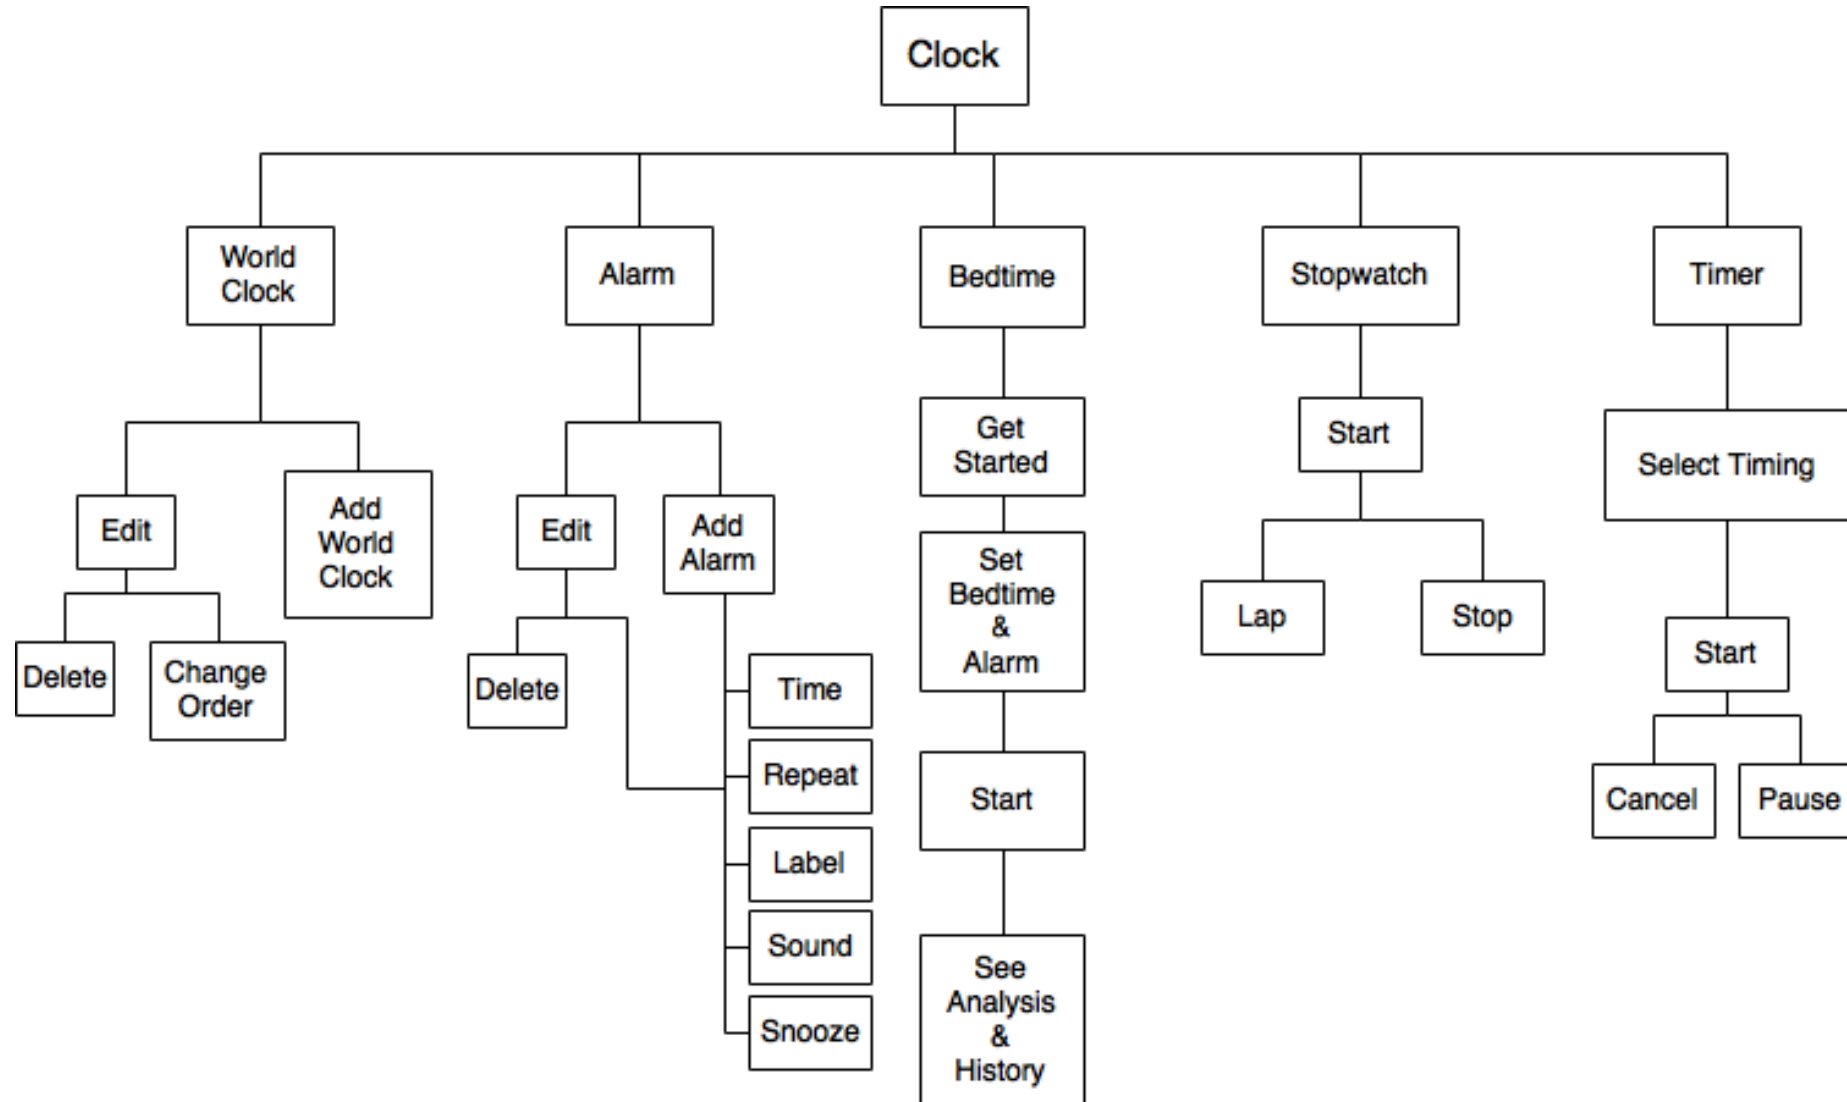 Clock
World
Clock
Alarm
Bedtime
Stopwatch
Timer
Edit
Add
World
Clock
Delete
Change
Order
Edit
Add
Alarm
Delete
Time
Repeat
Label
Sound
Snooze
Get
Started
Set
Bedtime
&
Alarm
Start
See
Analysis
&
History
Start
Lap
Stop
Select Timing
Start
Cancel
Pause